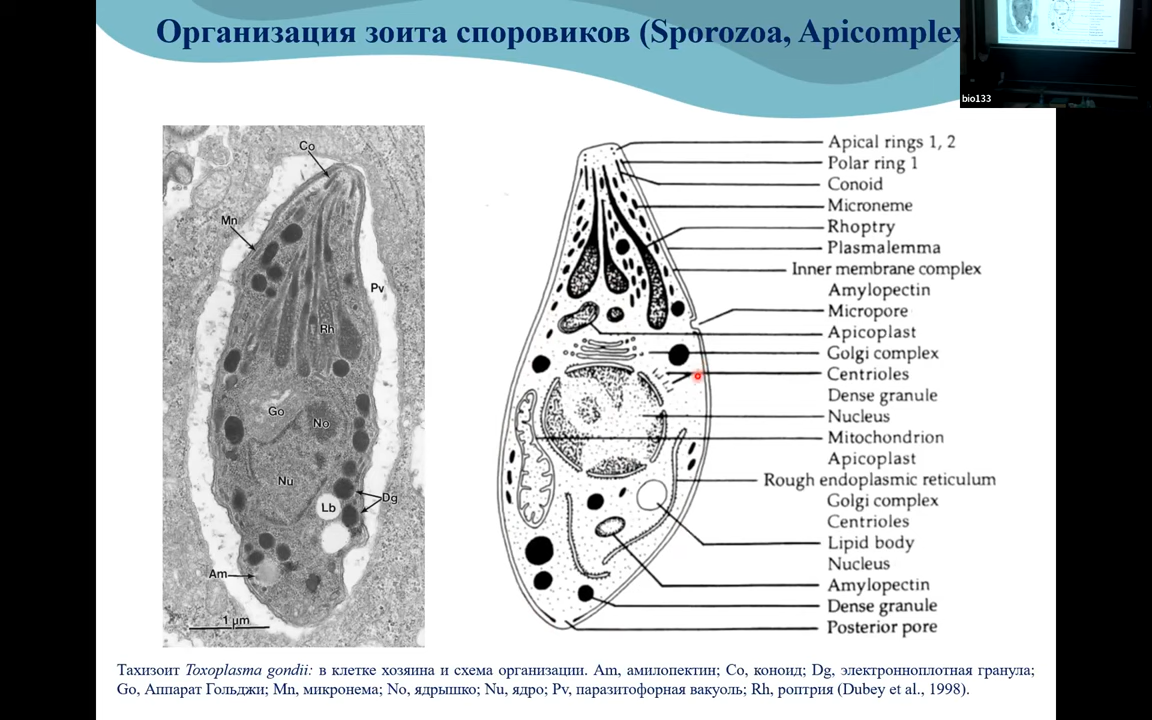 Организация зоита споровиков (Sporozoa, Apicomplex
bio133
Co
Mn
Pv
Rh
Go
No
Nu
Lb
Dg
Am
1 µm
Apical rings 1, 2
Polar ring 1
Conoid
Microneme
Rhoptry
Plasmalemma
Inner membrane complex
Amylopectin
Micropore
Apicoplast
Golgi complex
Centrioles
Dense granule
Nucleus
Mitochondrion
Apicoplast
Rough endoplasmic reticulum
Golgi complex
Centrioles
Lipid body
Nucleus
Amylopectin
Dense granule
Posterior pore
Тахизоит Toxoplasma gondii: в клетке хозяина и схема организации. Am, амилопектин; Co, коноид; Dg, электронноплотная гранула;
Go, Аппарат Гольджи; Mn, микронема; No, ядрышко; Nu, ядро; Pv, паразитофорная вакуоль; Rh, роптрия (Dubey et al., 1998).